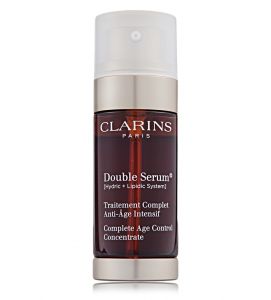 CLARINS
PARIS
Double Serum®
[Hydric + Lipidic System]
Traitement Complet
Anti-Âge Intensif
Complete Age Control
Concentrate